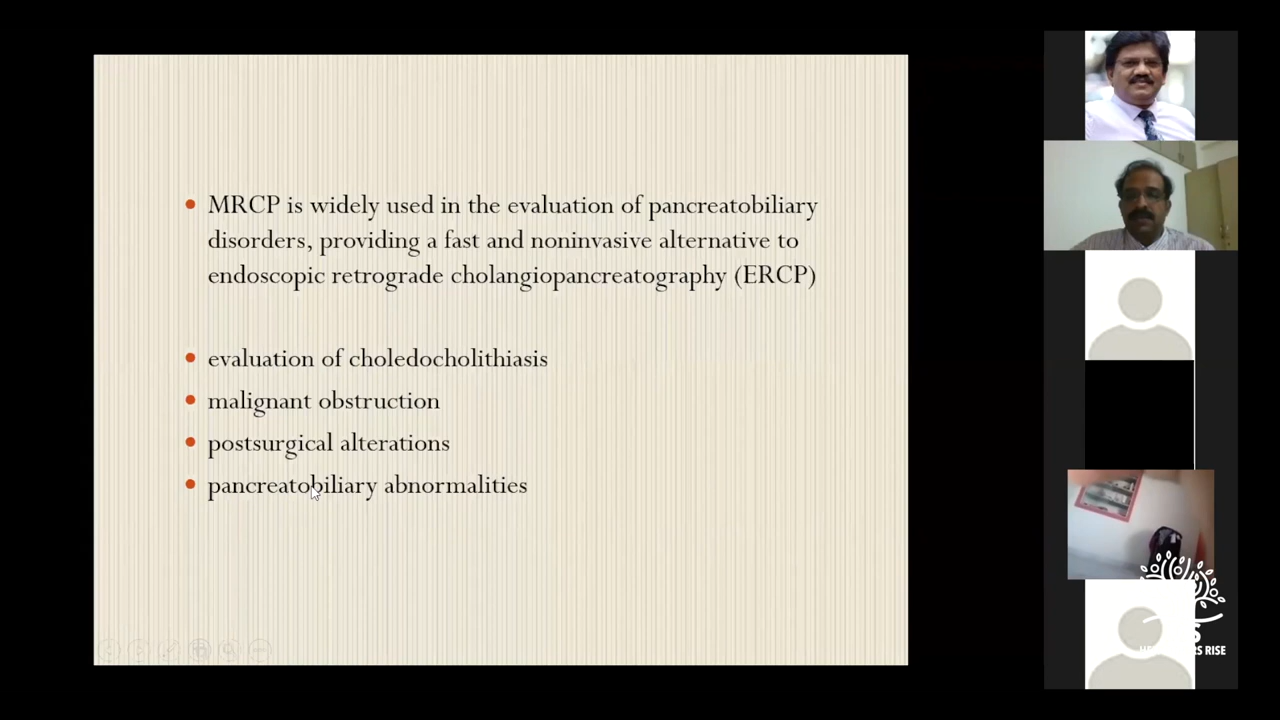 MRCP is widely used in the evaluation of pancreatobiliary
disorders, providing a fast and noninvasive alternative to
endoscopic retrograde cholangiopancreatography (ERCP)
evaluation of choledocholithiasis
malignant obstruction
postsurgical alterations
pancreatobiliary abnormalities
RISE